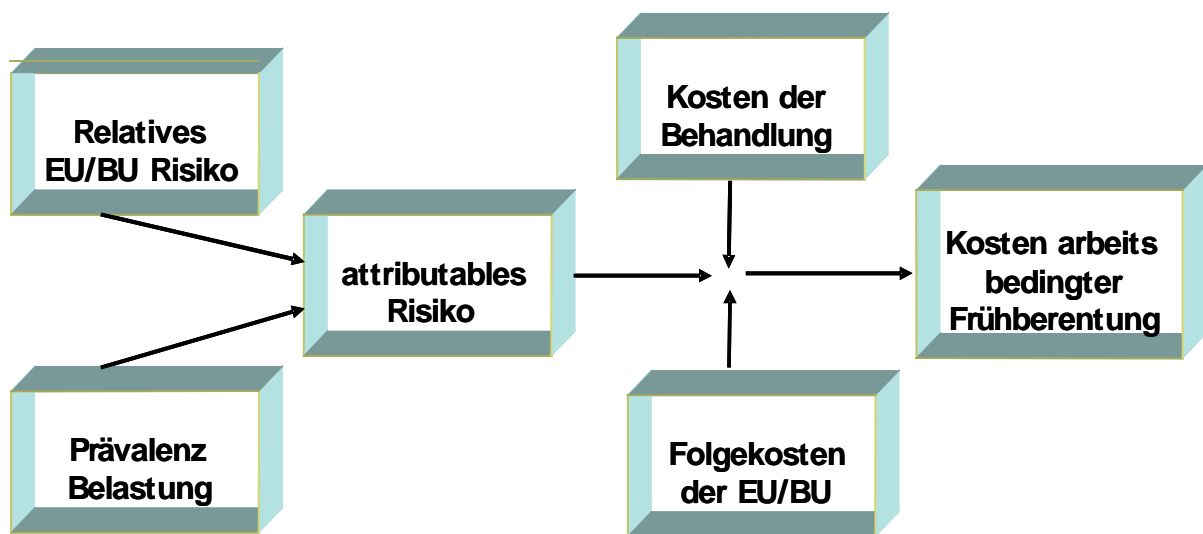 Relatives
EU/BU Risiko
Prävalenz
Belastung
attributables
Risiko
Kosten der
Behandlung
Folgekosten
der EU/BU
Kosten arbeits
bedingter
Frühberentung